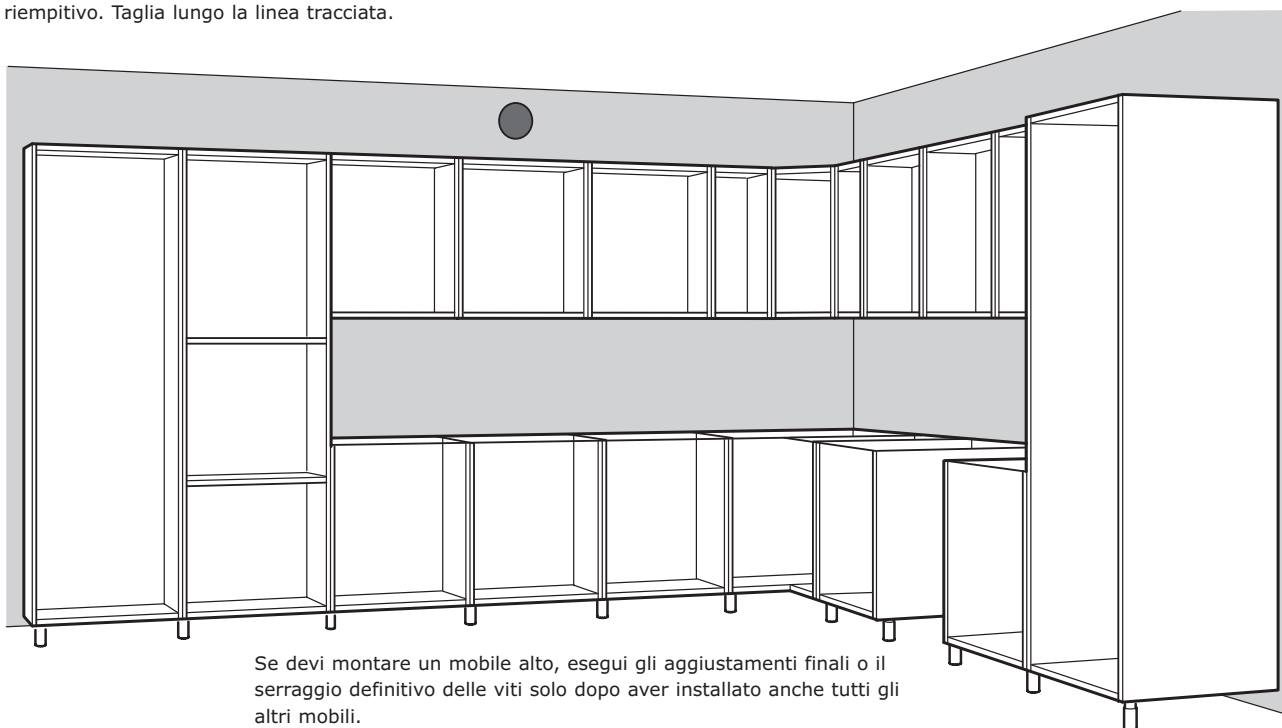 riempitivo. Taglia lungo la linea tracciata.
Se devi montare un mobile alto, esegui gli aggiustamenti finali o il
serraggio definitivo delle viti solo dopo aver installato anche tutti gli
altri mobili.